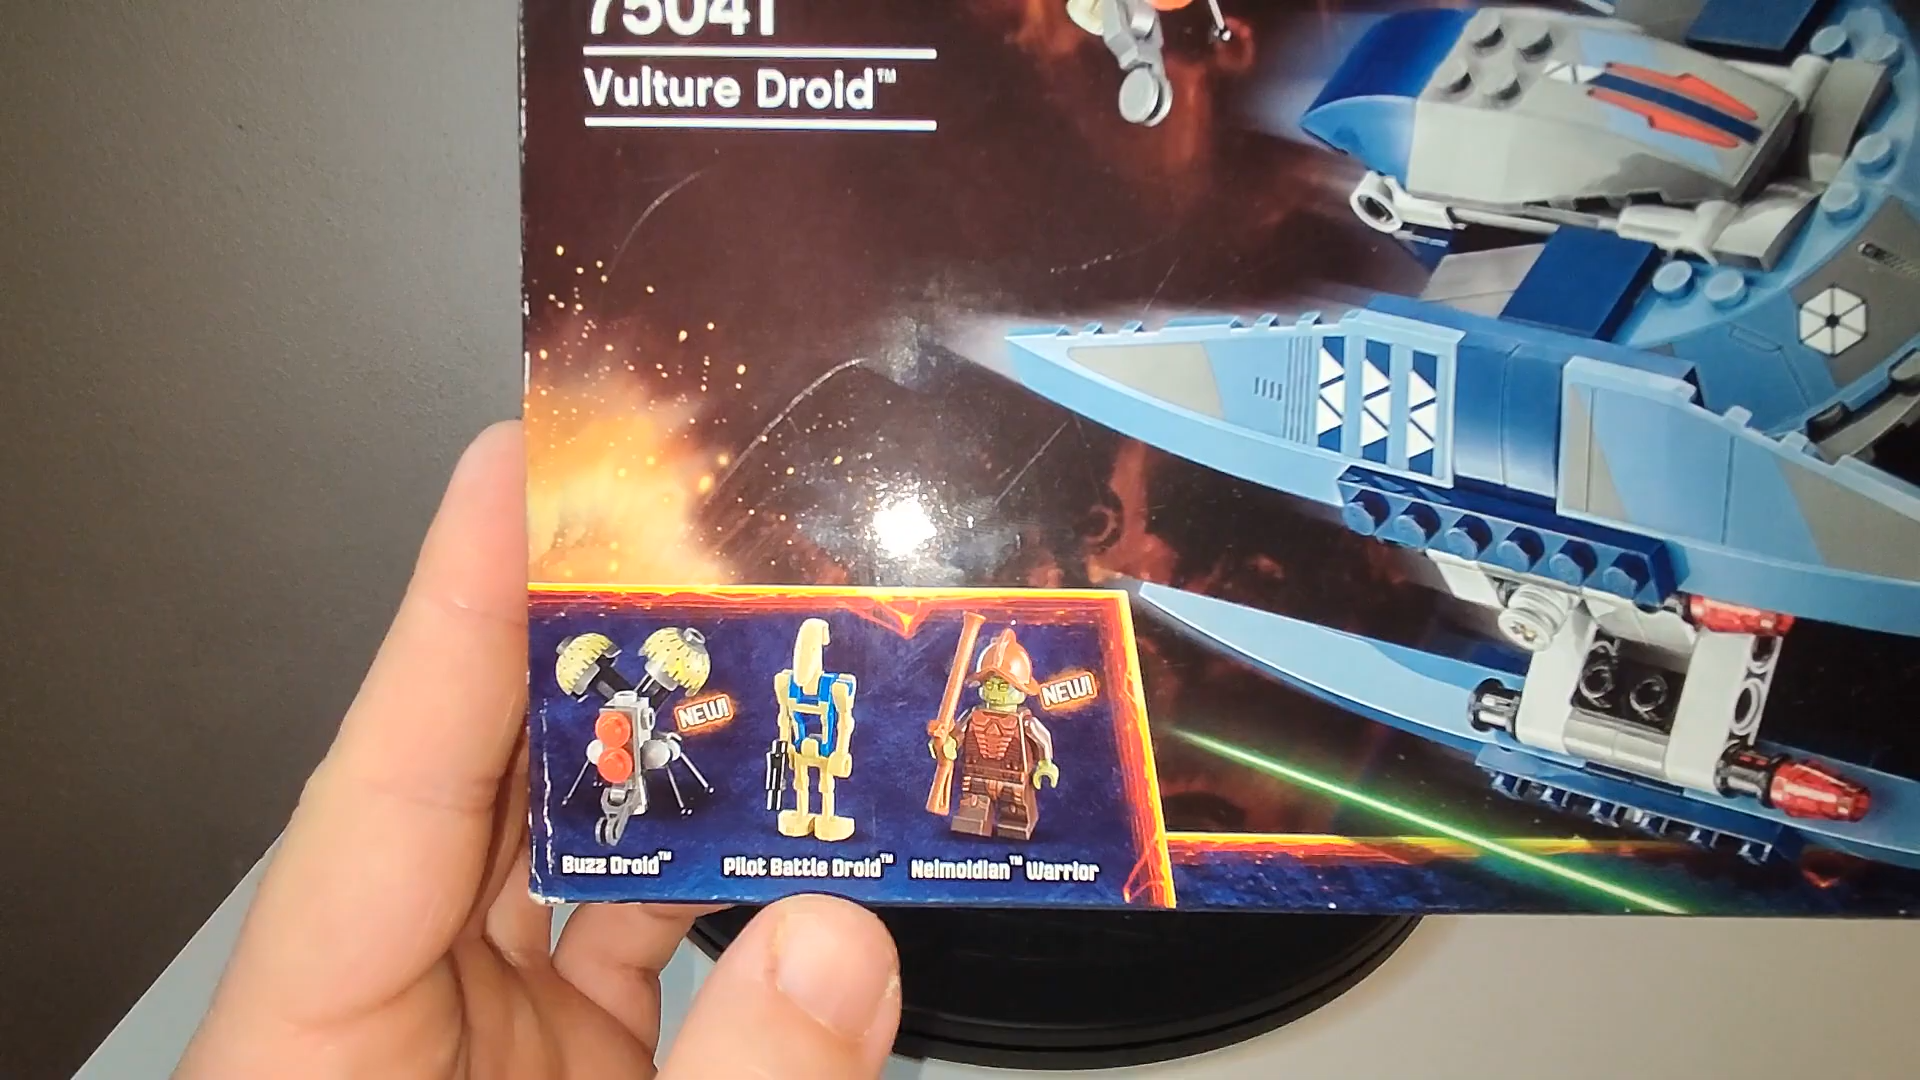 75041
Vulture Droid™
NEW!
NEW!
Buzz Droid™
Pilot Battle Droid™
Neimoidian™ Warrior